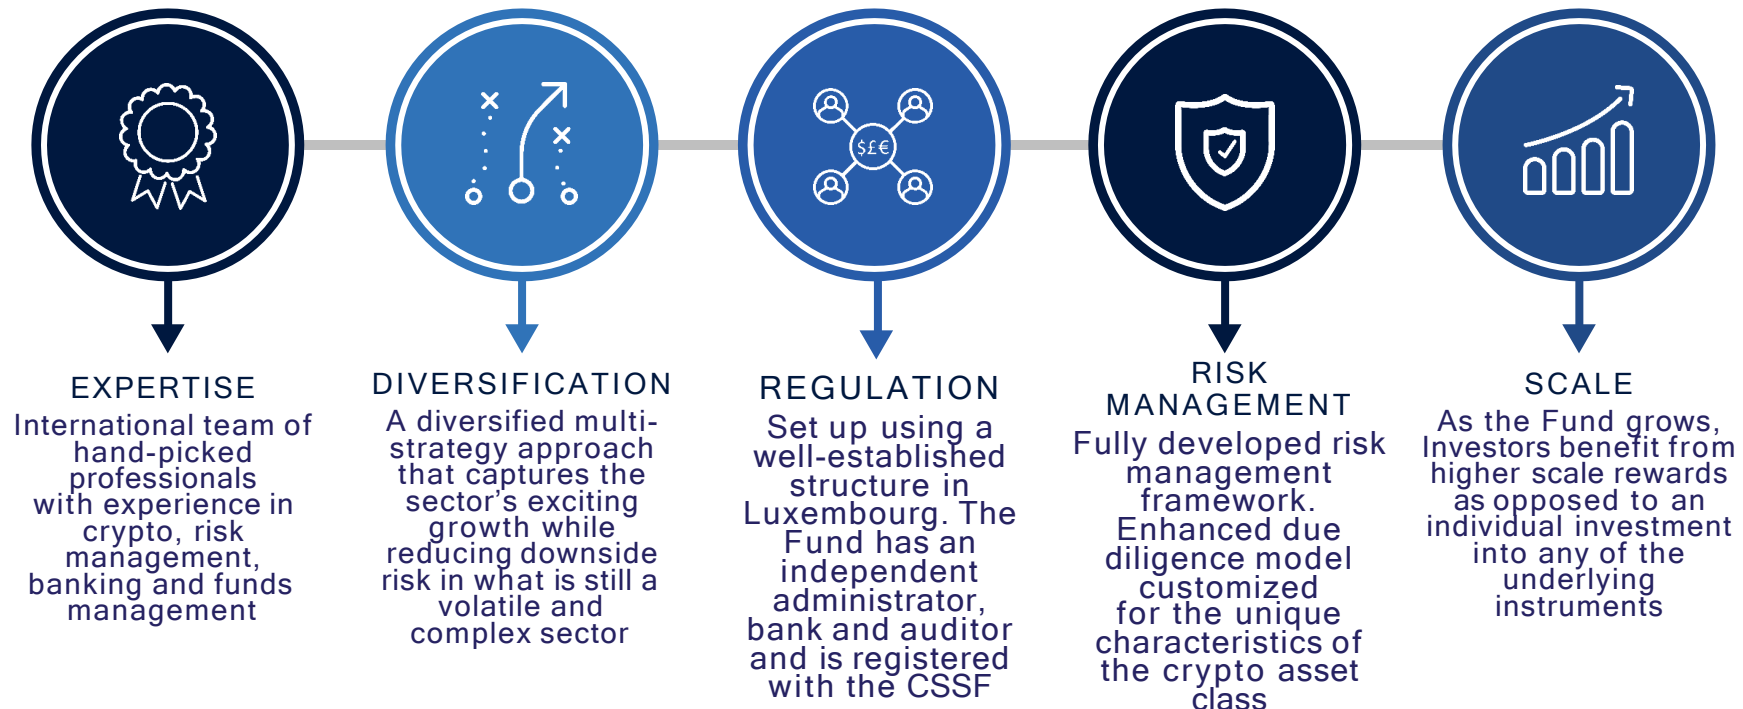 $£€
EXPERTISE
International team of
hand-picked
professionals
with experience in
crypto, risk
management,
banking and funds
management
DIVERSIFICATION
A diversified multi-
strategy approach
that captures the
sector’s exciting
growth while
reducing downside
risk in what is still a
volatile and
complex sector
REGULATION
Set up using a
well-established
structure in
Luxembourg. The
Fund has an
independent
administrator,
bank and auditor
and is registered
with the CSSF
RISK
MANAGEMENT
Fully developed risk
management
framework.
Enhanced due
diligence model
customized
for the unique
characteristics of
the crypto asset
class
SCALE
As the Fund grows,
Investors benefit from
higher scale rewards
as opposed to an
individual investment
into any of the
underlying
instruments